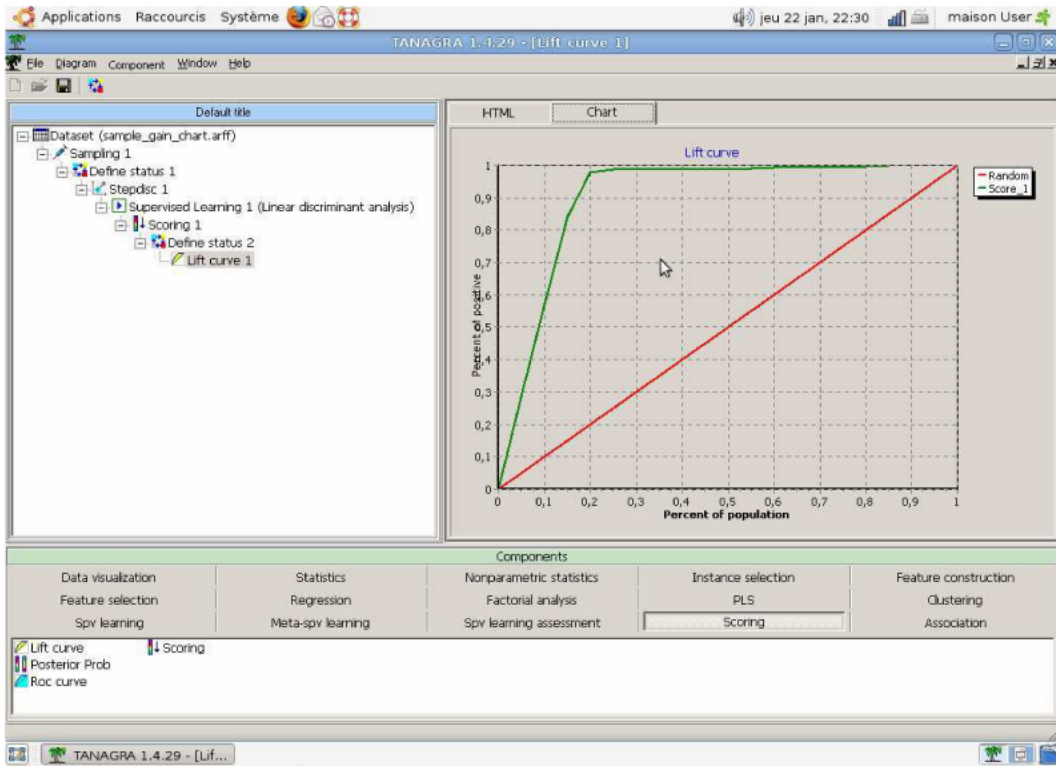 Applications Raccourcis Système jeu 22 jan, 22:30 maison User
TANAGRA 1.4.29 - [Lift curve 1]
File Diagram Component Window Help
Default title
Dataset (sample_gain_chart.arff)
Sampling 1
Define status 1
Stepdisc 1
Supervised Learning 1 (Linear discriminant analysis)
Scoring 1
Define status 2
Lift curve 1
HTML Chart
Lift curve
Random
Score_1
1
0,9
0,8
0,7
0,6
0,5
0,4
0,3
0,2
0,1
0
Percent of positive
0 0,1 0,2 0,3 0,4 0,5 0,6 0,7 0,8 0,9 1
Percent of population
Components
Data visualization Statistics Nonparametric statistics Instance selection Feature construction
Feature selection Regression Factorial analysis PLS Clustering
Spv learning Meta-spv learning Spv learning assessment Scoring Association
Lift curve Scoring
Posterior Prob
Roc curve
TANAGRA 1.4.29 - [Lif...